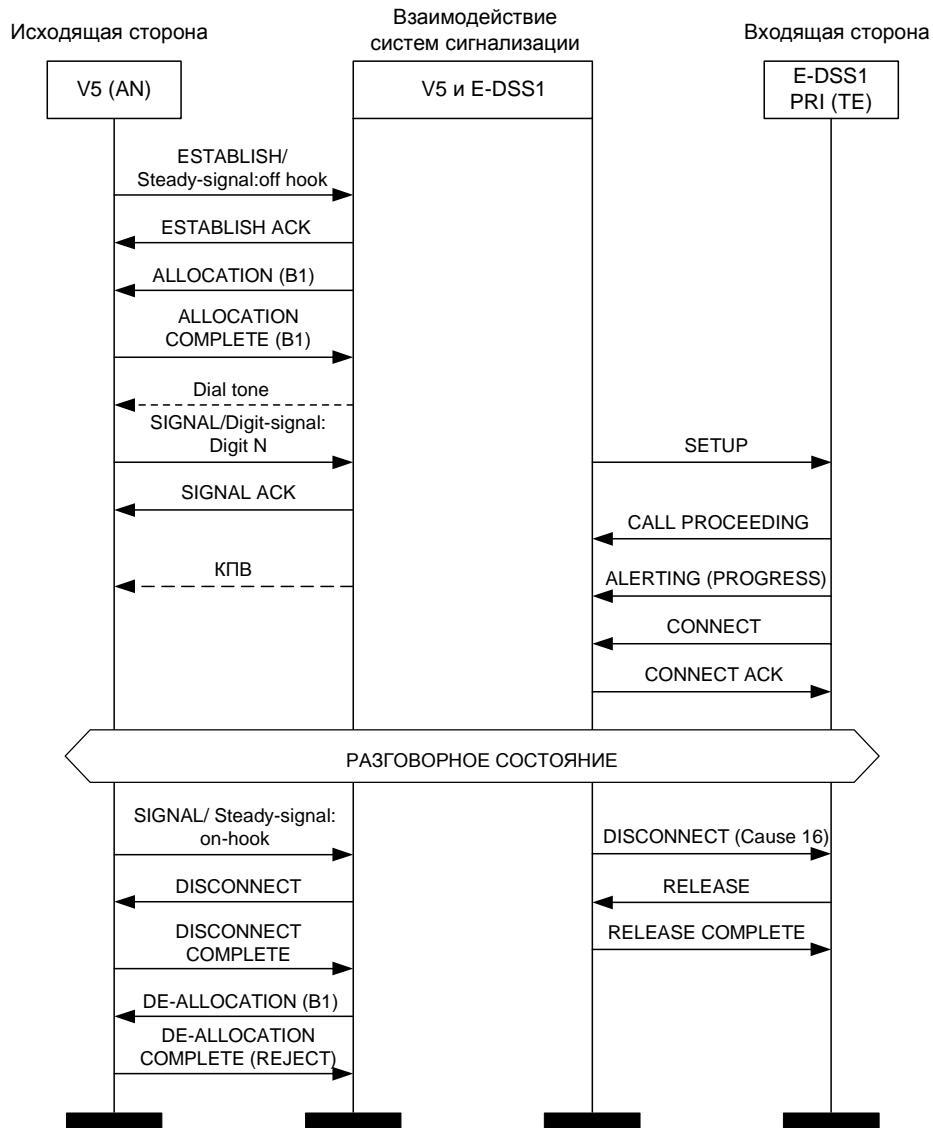 Исходящая сторона
Взаимодействие
систем сигнализации
Входящая сторона
V5 (AN)
V5 и E-DSS1
E-DSS1
PRI (TE)
ESTABLISH/
Steady-signal:off hook
ESTABLISH ACK
ALLOCATION (B1)
ALLOCATION
COMPLETE (B1)
Dial tone
SIGNAL/Digit-signal:
Digit N
SETUP
SIGNAL ACK
CALL PROCEEDING
КПВ
ALERTING (PROGRESS)
CONNECT
CONNECT ACK
РАЗГОВОРНОЕ СОСТОЯНИЕ
SIGNAL/ Steady-signal:
on-hook
DISCONNECT (Cause 16)
DISCONNECT
RELEASE
DISCONNECT
COMPLETE
RELEASE COMPLETE
DE-ALLOCATION (B1)
DE-ALLOCATION
COMPLETE (REJECT)